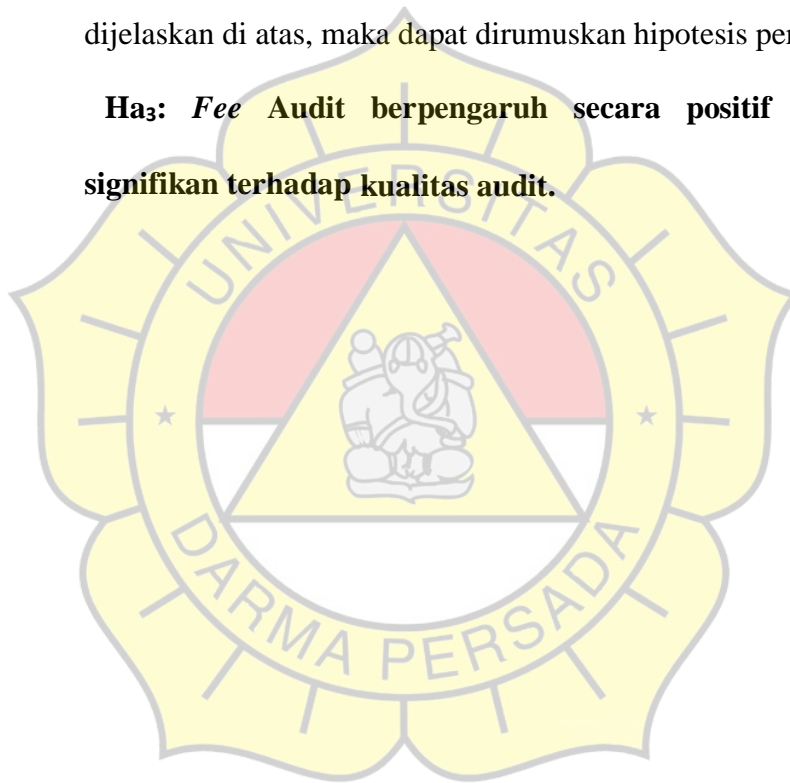 dijelaskan di atas, maka dapat dirumuskan hipotesis
Ha₃: Fee Audit berpengaruh secara positif
signifikan terhadap kualitas audit.
UNIVERSITAS
DARMA PERSADA